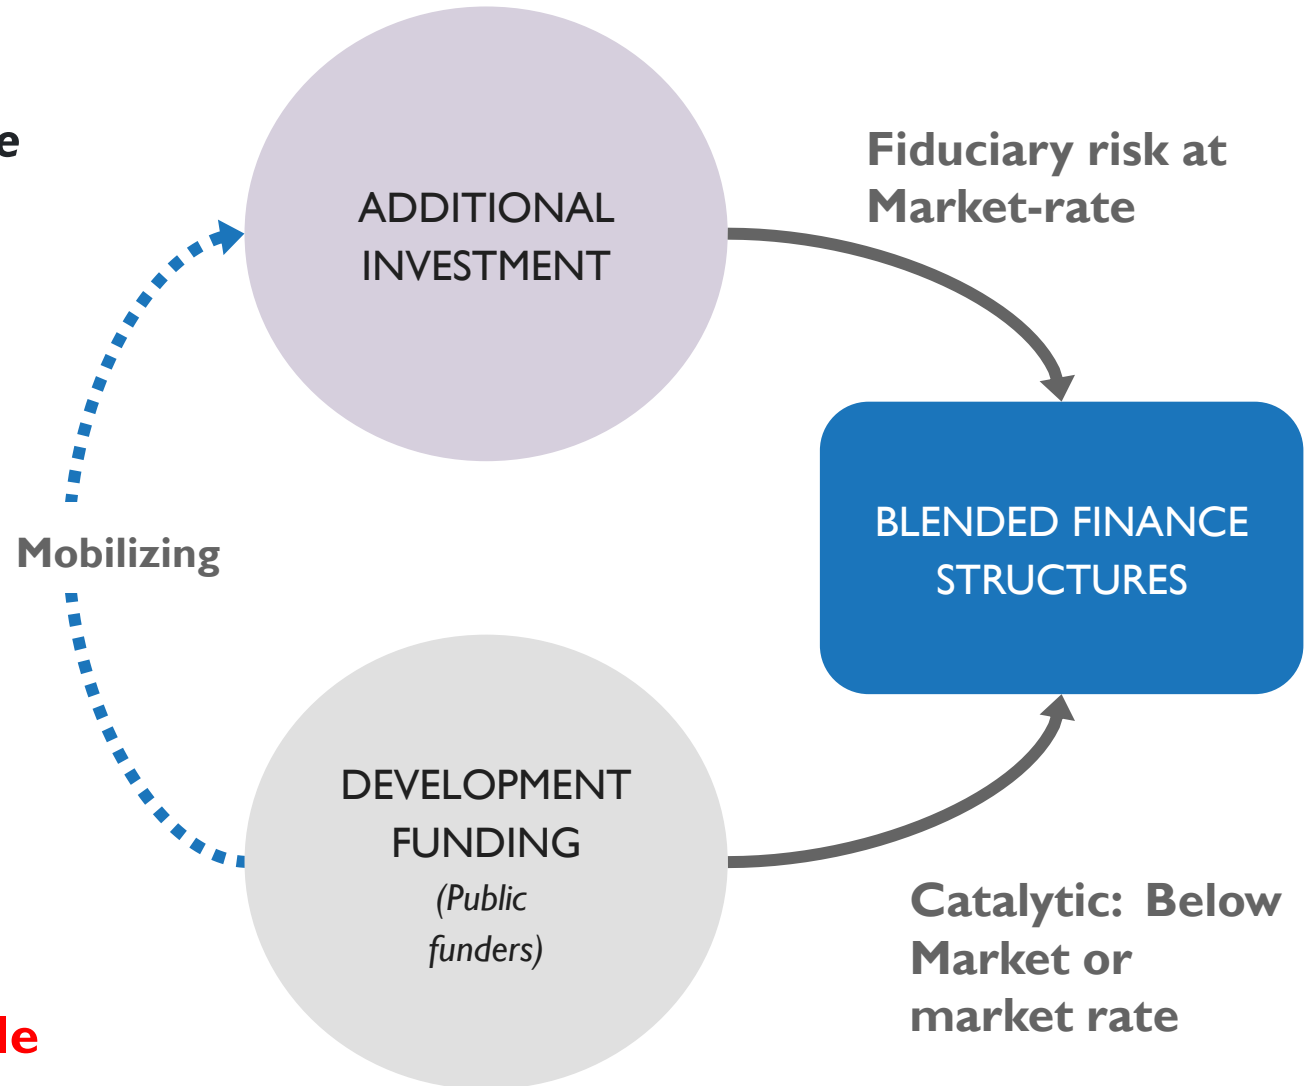 e
Fiduciary risk at
Market-rate
ADDITIONAL
INVESTMENT
BLENDED FINANCE
STRUCTURES
Mobilizing
DEVELOPMENT
FUNDING
(Public
funders)
Catalytic: Below
Market or
market rate
le